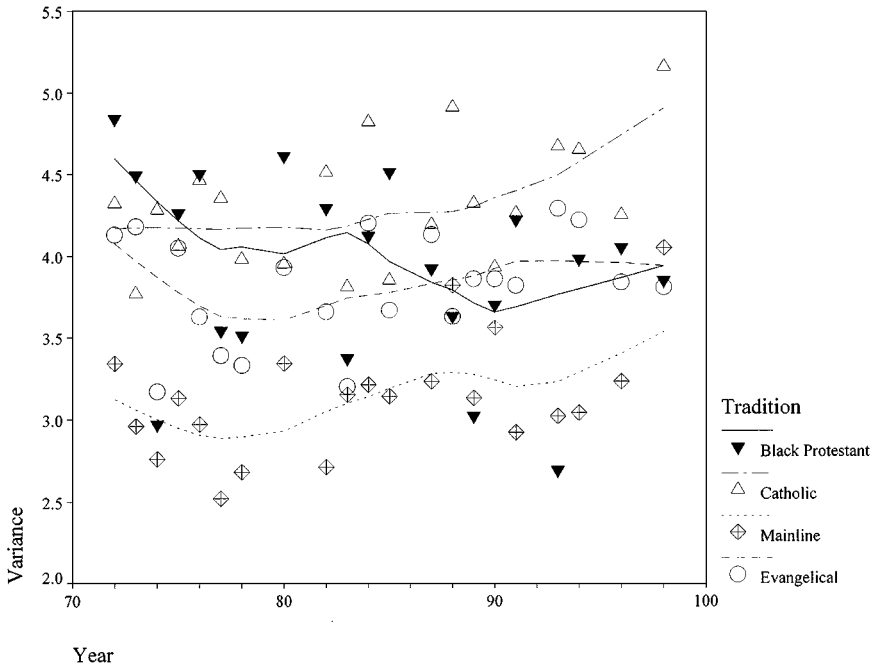 5.5
5.0
4.5
4.0
3.5
3.0
2.5
2.0
Variance
70
80
90
100
Year
Tradition
Black Protestant
Catholic
Mainline
Evangelical